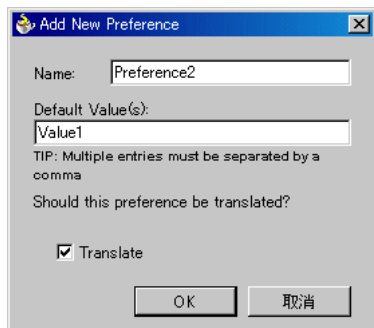 Add New Preference
Name: Preference2
Default Value(s):
Value1
TIP: Multiple entries must be separated by a
comma
Should this preference be translated?
Translate
OK 取消